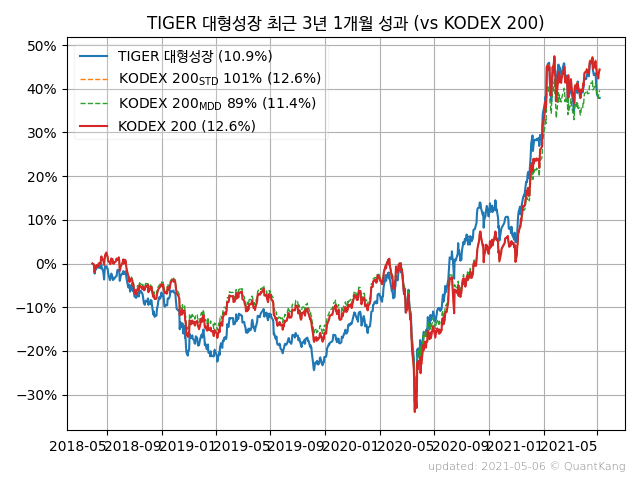 TIGER 대형성장 최근 3년 1개월 성과 (vs KODEX 200)
50%
40%
30%
20%
10%
0%
−10%
−20%
−30%
TIGER 대형성장 (10.9%)
KODEX 200STD 101% (12.6%)
KODEX 200MDD 89% (11.4%)
KODEX 200 (12.6%)
2018-05 2018-09 2019-01 2019-05 2019-09 2020-01 2020-05 2020-09 2021-01 2021-05
updated: 2021-05-06 © QuantKang